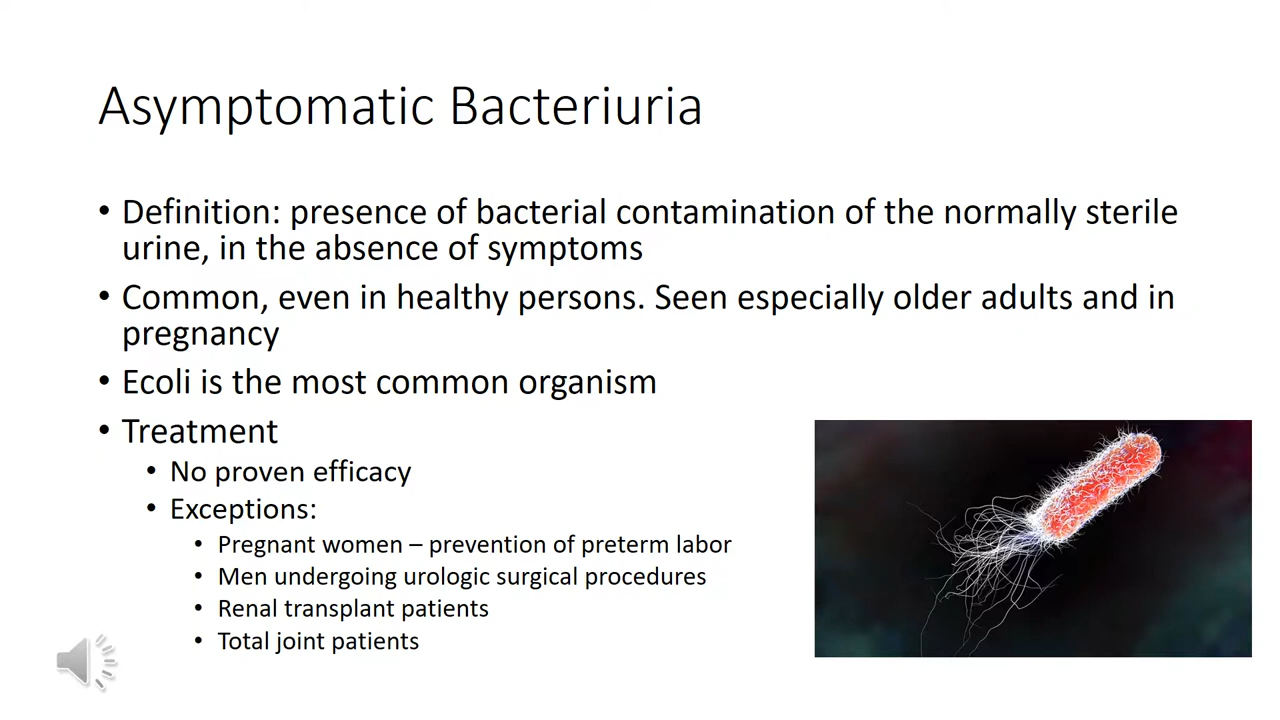 Asymptomatic Bacteriuria
• Definition: presence of bacterial contamination of the normally sterile
urine, in the absence of symptoms
• Common, even in healthy persons. Seen especially older adults and in
pregnancy
• Ecoli is the most common organism
• Treatment
• No proven efficacy
• Exceptions:
• Pregnant women – prevention of preterm labor
• Men undergoing urologic surgical procedures
• Renal transplant patients
• Total joint patients